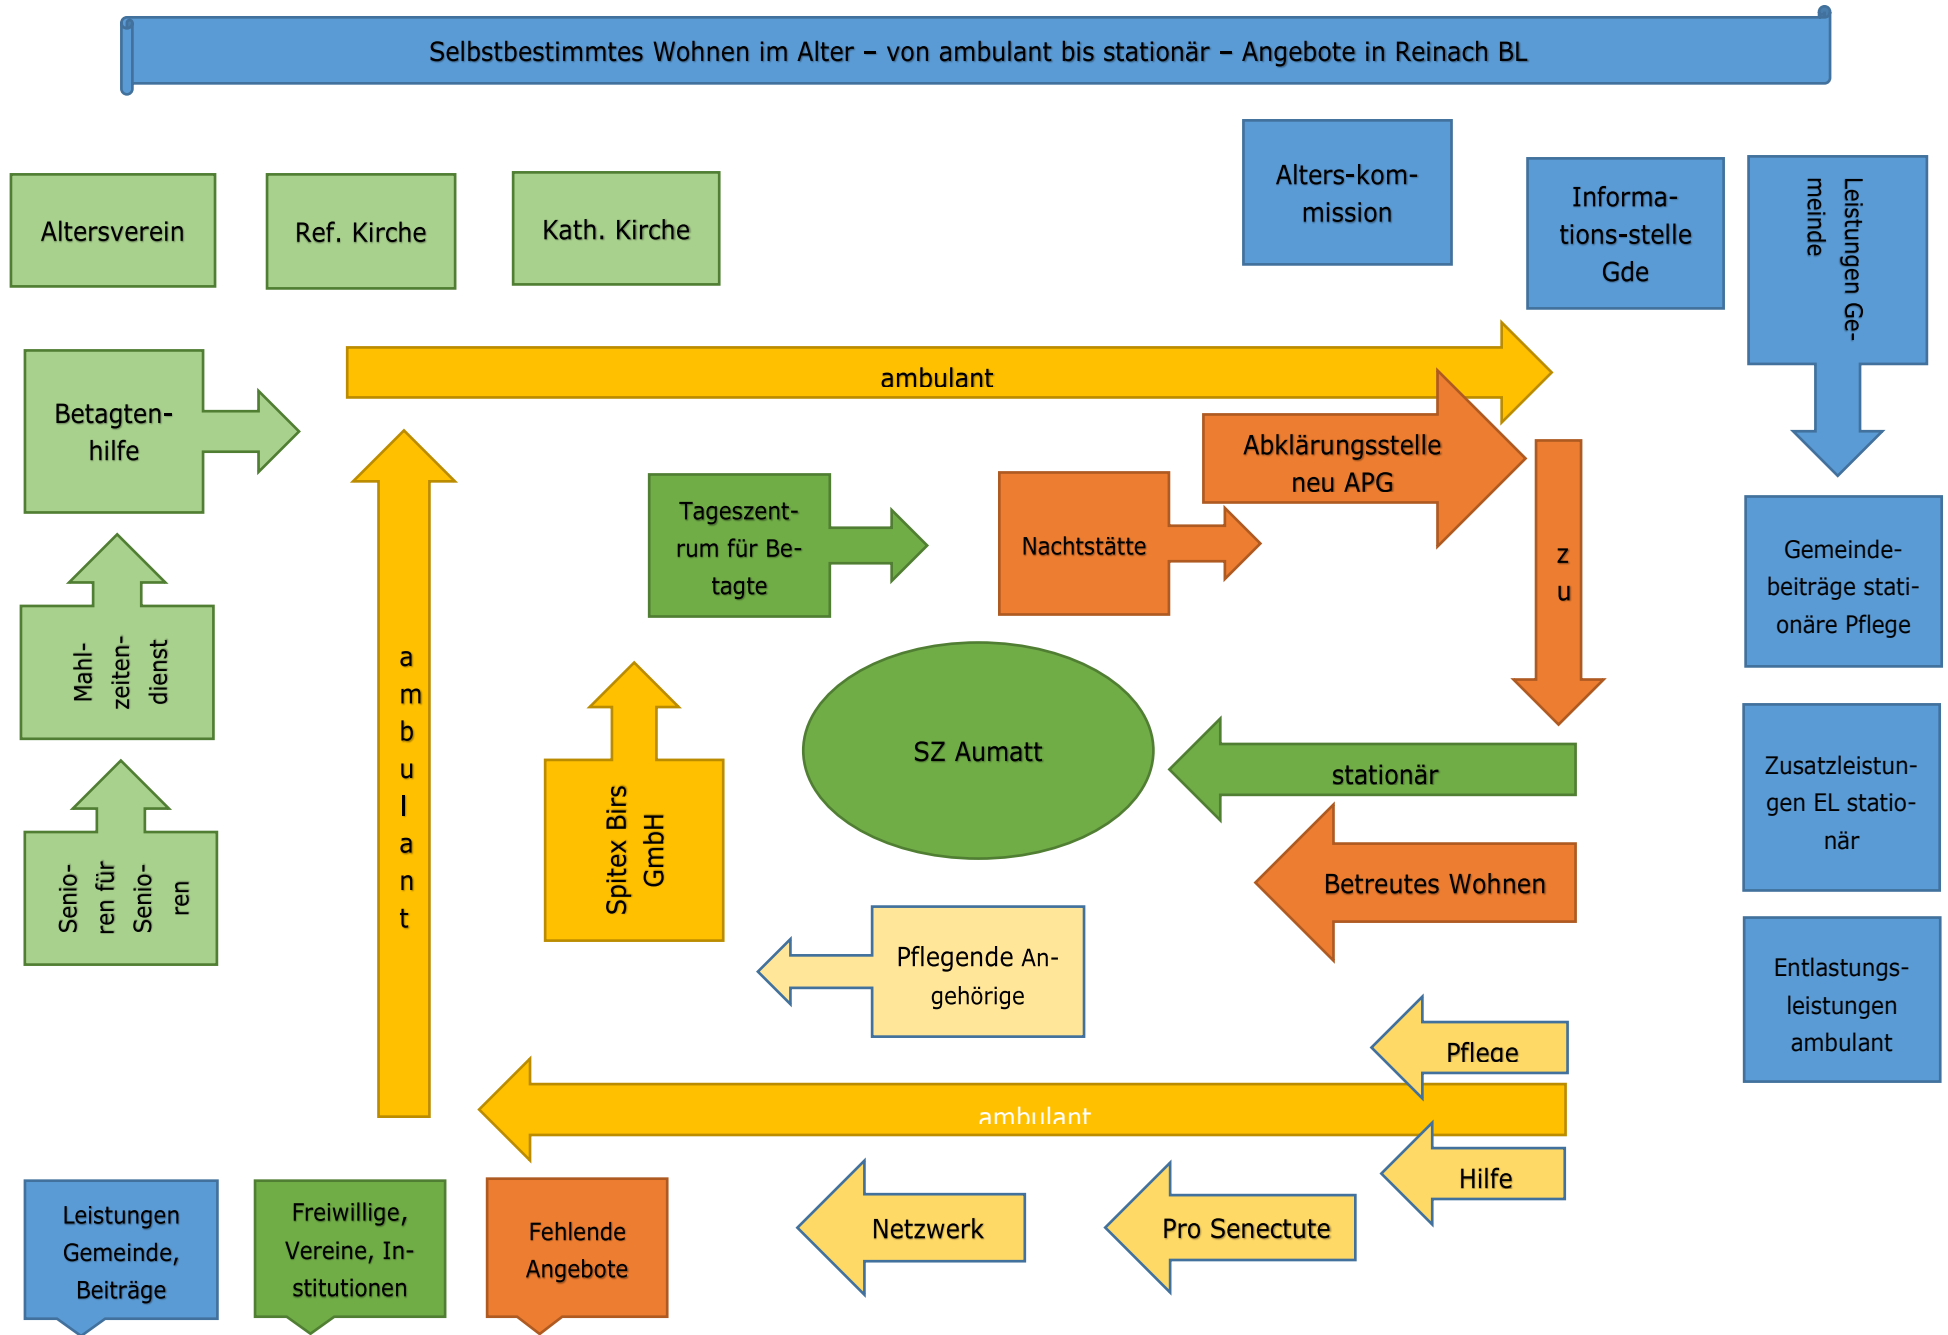 Selbstbestimmtes Wohnen im Alter – von ambulant bis stationär – Angebote in Reinach BL
Alters-kom-
mission
Informa-
tions-stelle
Gde
Leistungen Ge-
meinde
Altersverein
Ref. Kirche
Kath. Kirche
ambulant
Betagten-
hilfe
Abklärungsstelle
neu APG
Tageszent-
rum für Be-
tagte
Nachtstätte
z
u
Gemeinde-
beiträge stati-
onäre Pflege
Mahl-
zeiten-
dienst
a
m
b
u
l
a
n
t
SZ Aumatt
stationär
Zusatzleistun-
gen EL statio-
när
Spitex Birs
GmbH
Senio-
ren für
Senio-
ren
Betreutes Wohnen
Pflegende An-
gehörige
Entlastungs-
leistungen
ambulant
Pflege
ambulant
Hilfe
Netzwerk
Pro Senectute
Leistungen
Gemeinde,
Beiträge
Freiwillige,
Vereine, In-
stitutionen
Fehlende
Angebote